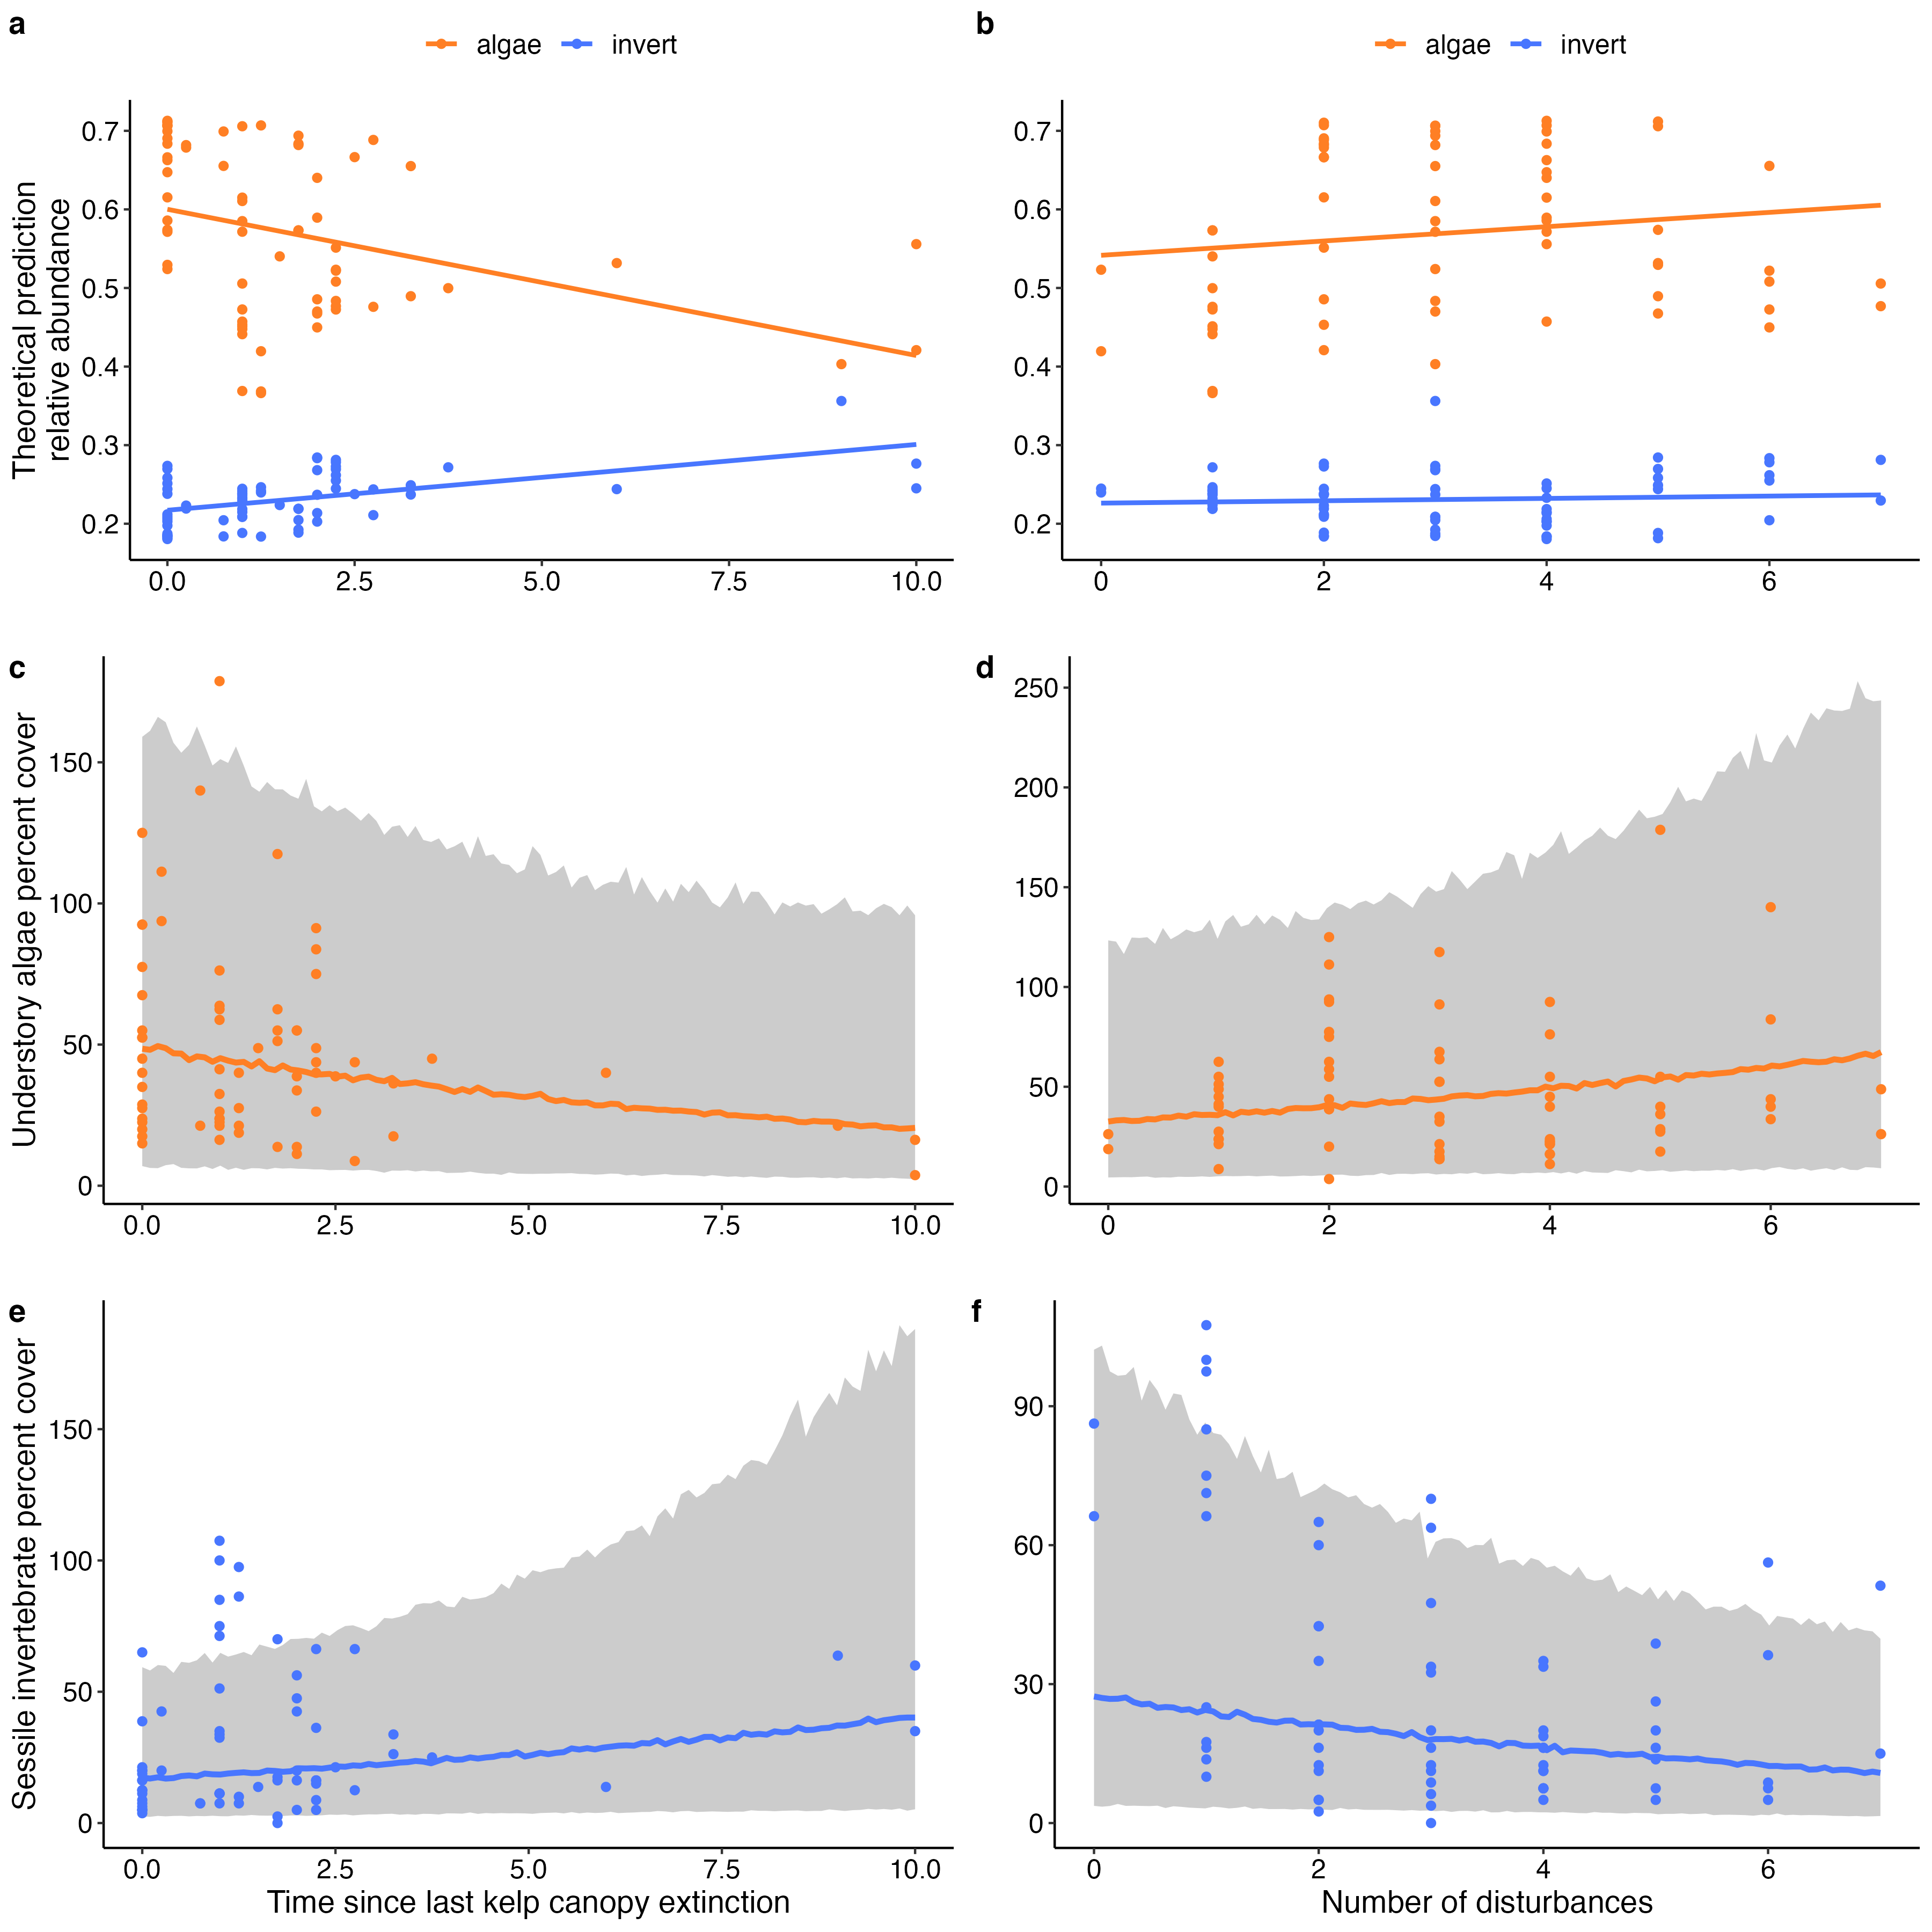 a
algae invert
Theoretical prediction
relative abundance
0.7
0.6
0.5
0.4
0.3
0.2
0.0 2.5 5.0 7.5 10.0
b
algae invert
0.7
0.6
0.5
0.4
0.3
0.2
0 2 4 6
c
Understory algae percent cover
150
100
50
0
0.0 2.5 5.0 7.5 10.0
d
250
200
150
100
50
0
0 2 4 6
e
Sessile invertebrate percent cover
150
100
50
0
0.0 2.5 5.0 7.5 10.0
Time since last kelp canopy extinction
f
90
60
30
0
0 2 4 6
Number of disturbances